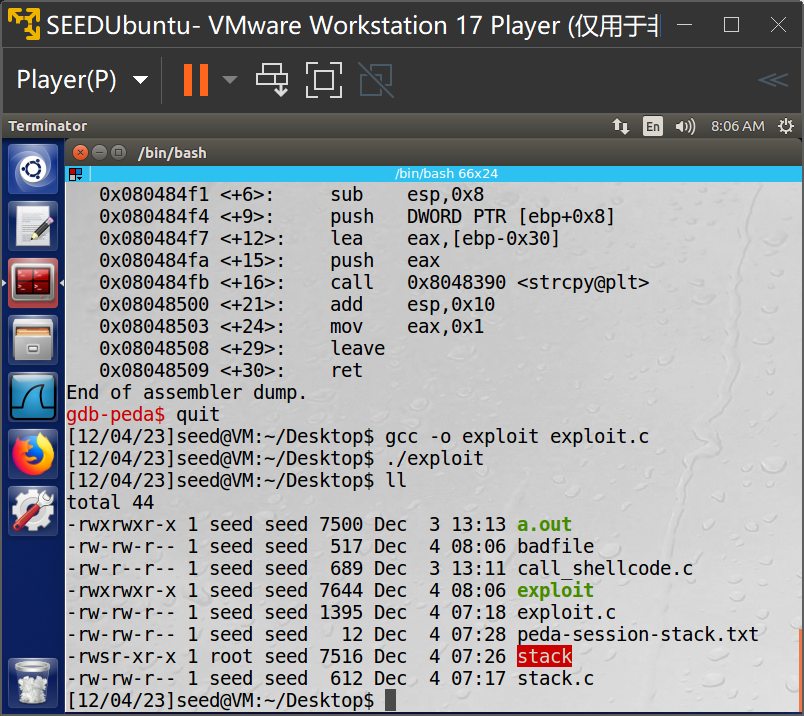 SEEDUbuntu- VMware Workstation 17 Player (仅用于非
Player(P)
Terminator En 8:06 AM
/bin/bash
/bin/bash 66x24
0x080484f1 <+6>: sub esp,0x8
0x080484f4 <+9>: push DWORD PTR [ebp+0x8]
0x080484f7 <+12>: lea eax,[ebp-0x30]
0x080484fa <+15>: push eax
0x080484fb <+16>: call 0x8048390 <strcpy@plt>
0x08048500 <+21>: add esp,0x10
0x08048503 <+24>: mov eax,0x1
0x08048508 <+29>: leave
0x08048509 <+30>: ret
End of assembler dump.
gdb-peda$ quit
[12/04/23]seed@VM:~/Desktop$ gcc -o exploit exploit.c
[12/04/23]seed@VM:~/Desktop$ ./exploit
[12/04/23]seed@VM:~/Desktop$ ll
total 44
-rwxrwxr-x 1 seed seed 7500 Dec  3 13:13 a.out
-rw-rw-r-- 1 seed seed  517 Dec  4 08:06 badfile
-rw-r--r-- 1 seed seed  689 Dec  3 13:11 call_shellcode.c
-rwxrwxr-x 1 seed seed 7644 Dec  4 08:06 exploit
-rw-rw-r-- 1 seed seed 1395 Dec  4 07:18 exploit.c
-rw-rw-r-- 1 seed seed   12 Dec  4 07:28 peda-session-stack.txt
-rwsr-xr-x 1 root seed 7516 Dec  4 07:26 stack
-rw-rw-r-- 1 seed seed  612 Dec  4 07:17 stack.c
[12/04/23]seed@VM:~/Desktop$